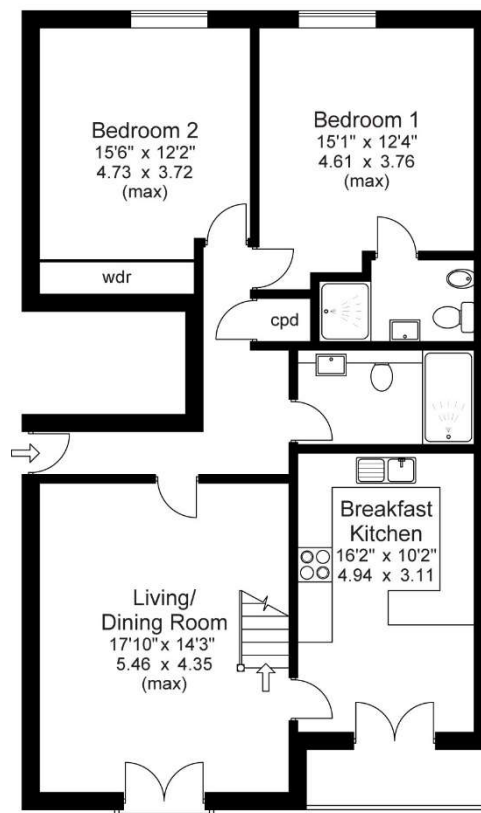 Bedroom 2
15'6" x 12'2"
4.73 x 3.72
(max)
Bedroom 1
15'1" x 12'4"
4.61 x 3.76
(max)
wdr
cpd
Breakfast
Kitchen
16'2" x 10'2"
4.94 x 3.11
Living/
Dining Room
17'10" x 14'3"
5.46 x 4.35
(max)